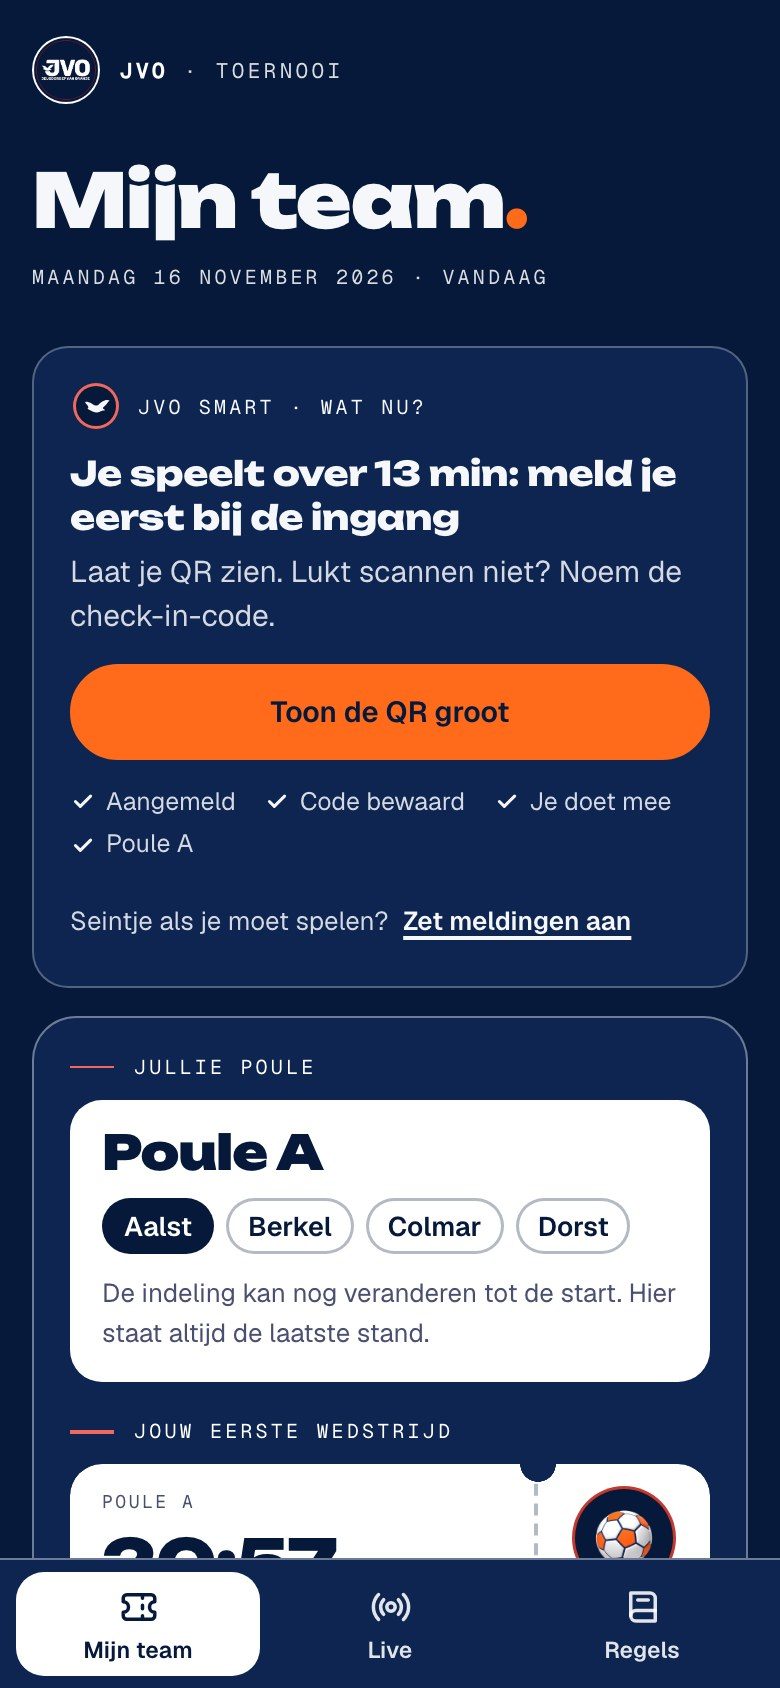 JVO
JVO · TOERNOOI
Mijn team.
MAANDAG 16 NOVEMBER 2026 · VANDAAG
JVO SMART · WAT NU?
Je speelt over 13 min: meld je
eerst bij de ingang
Laat je QR zien. Lukt scannen niet? Noem de
check-in-code.
Toon de QR groot
Aangemeld Code bewaard Je doet mee
Poule A
Seintje als je moet spelen? Zet meldingen aan
JULLIE POULE
Poule A
Aalst Berkel Colmar Dorst
De indeling kan nog veranderen tot de start. Hier
staat altijd de laatste stand.
JOUW EERSTE WEDSTRIJD
POULE A
Mijn team Live Regels